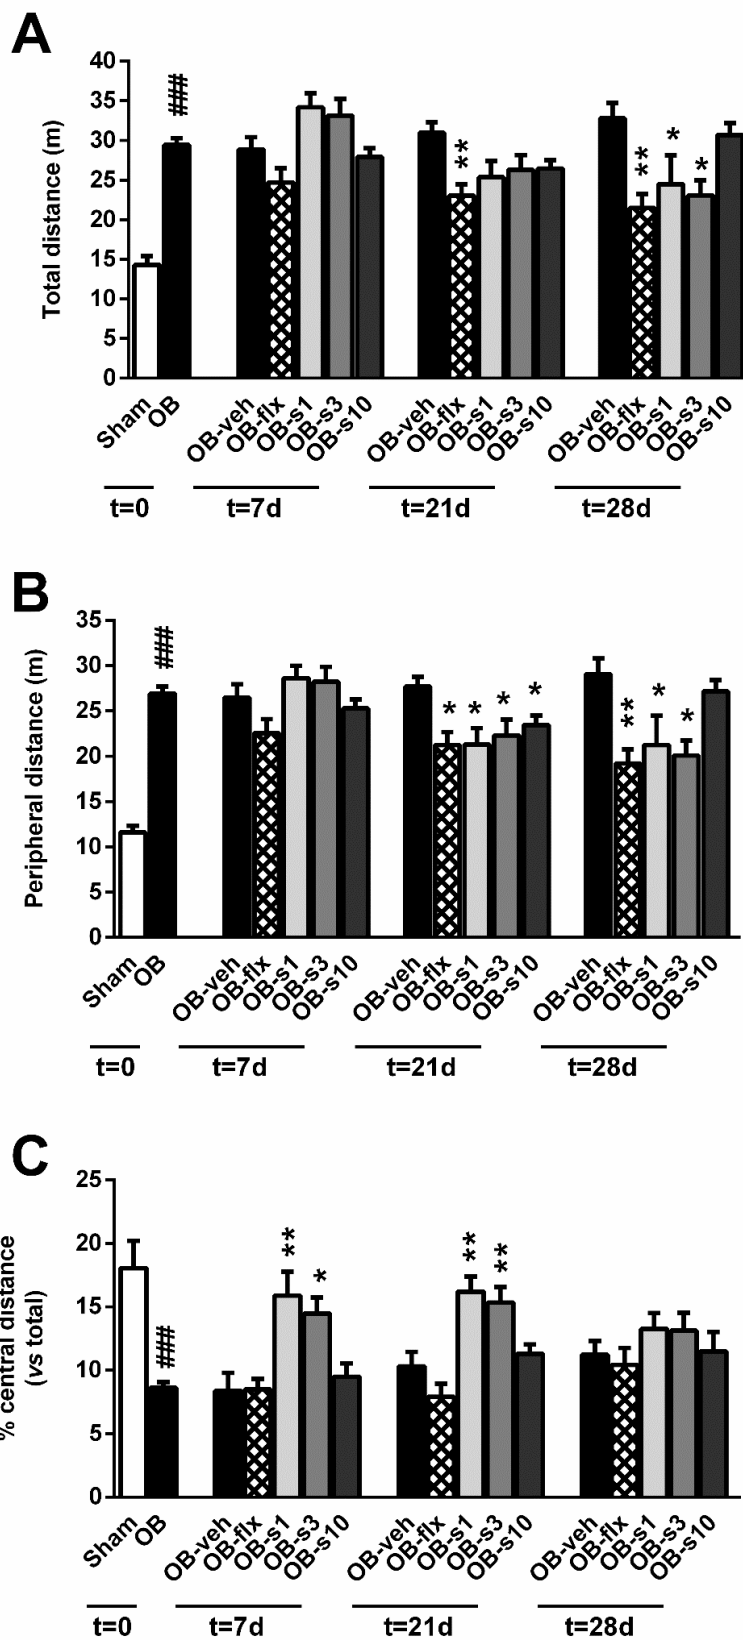 A
Total distance (m)
40
35
30
25
20
15
10
5
0
###
**
**
*
*
Sham
OB
OB-veh
OB-flx
OB-s1
OB-s3
OB-s10
OB-veh
OB-flx
OB-s1
OB-s3
OB-s10
OB-veh
OB-flx
OB-s1
OB-s3
OB-s10
t=0
t=7d
t=21d
t=28d
B
Peripheral distance (m)
35
30
25
20
15
10
5
0
###
*
*
*
*
**
*
*
Sham
OB
OB-veh
OB-flx
OB-s1
OB-s3
OB-s10
OB-veh
OB-flx
OB-s1
OB-s3
OB-s10
OB-veh
OB-flx
OB-s1
OB-s3
OB-s10
t=0
t=7d
t=21d
t=28d
C
% central distance
(vs total)
25
20
15
10
5
0
###
**
*
**
**
Sham
OB
OB-veh
OB-flx
OB-s1
OB-s3
OB-s10
OB-veh
OB-flx
OB-s1
OB-s3
OB-s10
OB-veh
OB-flx
OB-s1
OB-s3
OB-s10
t=0
t=7d
t=21d
t=28d